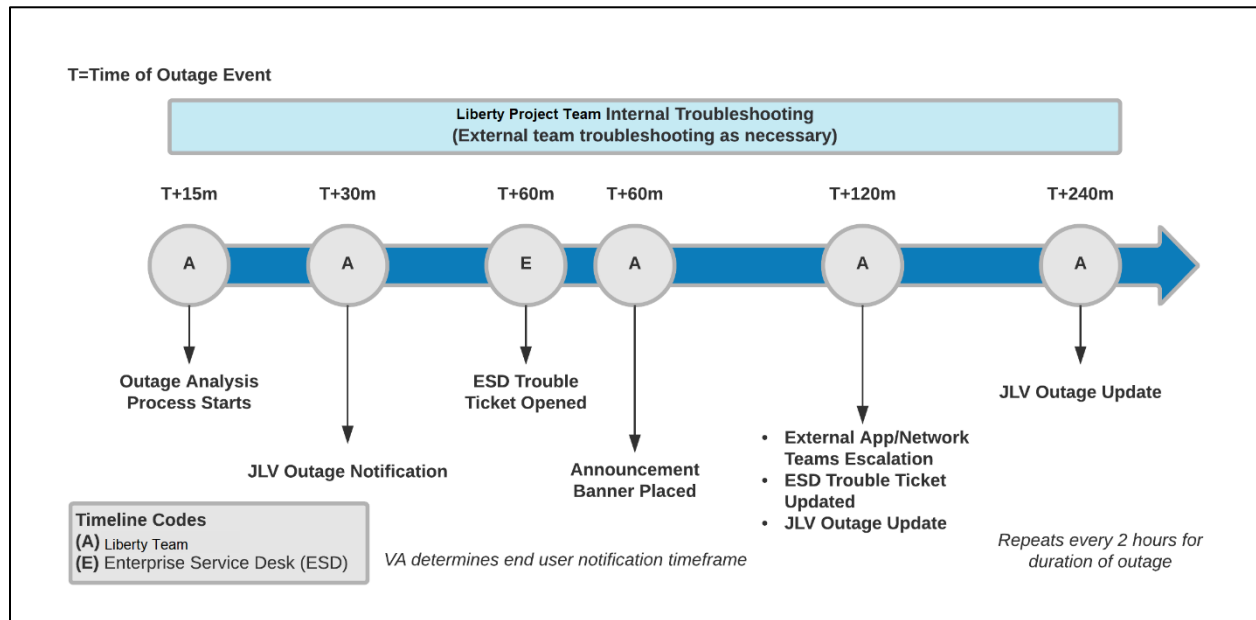 T=Time of Outage Event
Liberty Project Team Internal Troubleshooting
(External team troubleshooting as necessary)
T+15m
T+30m
T+60m
T+60m
T+120m
T+240m
A
A
E
A
A
A
Outage Analysis
Process Starts
JLV Outage Notification
ESD Trouble
Ticket Opened
Announcement
Banner Placed
• External App/Network
Teams Escalation
• ESD Trouble Ticket
Updated
• JLV Outage Update
JLV Outage Update
Timeline Codes
(A) Liberty Team
(E) Enterprise Service Desk (ESD)
VA determines end user notification timeframe
Repeats every 2 hours for
duration of outage